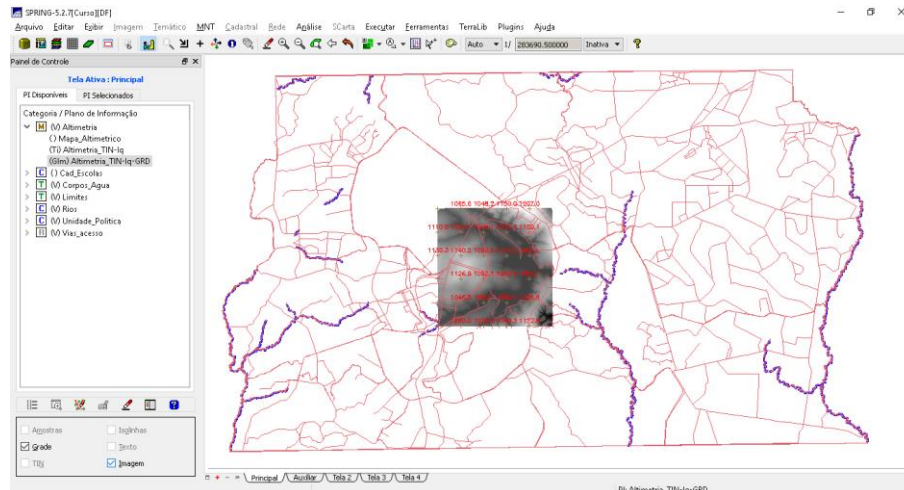 SPRING-5.2.7[Curso][DF]
Arquivo Editar Exibir Imagem Temático MNT Cadastral Rede Análise SCarta Executar Ferramentas TerraLib Plugins Ajuda
Auto 1/ 283690.500000 Inativa
Painel de Controle
Tela Ativa : Principal
PI Disponíveis PI Selecionados
Categoria / Plano de Informação
M (V) Altimetria
() Mapa_Altimetrico
(Ti) Altimetria_TIN-lq
(GIm) Altimetria_TIN-lq-GRD
C () Cad_Escolas
T (V) Corpos_Agua
T (V) Limites
C (V) Rios
C (V) Unidade_Politica
(V) Vias_acesso
Amostras Isolinhas
Grade Texto
TIN Imagem
Principal Auxiliar Tela 2 Tela 3 Tela 4
PI: Altimetria_TIN-lq-GRD